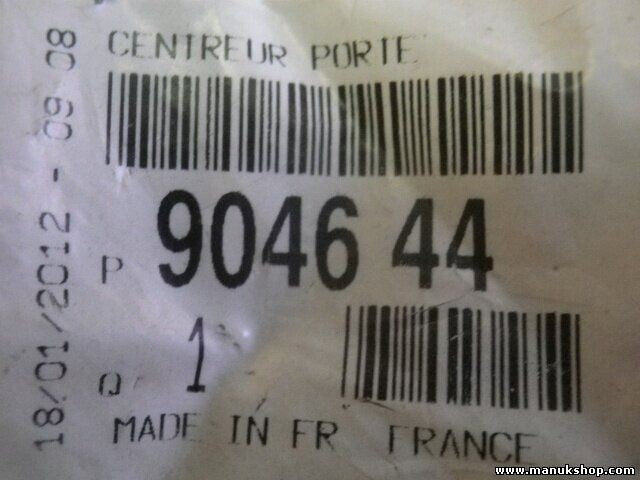 CENTREUR PORTE
P 9046 44
Q 1
MADE IN FR FRANCE
18/01/2012 - 09 08
www.manukshop.com